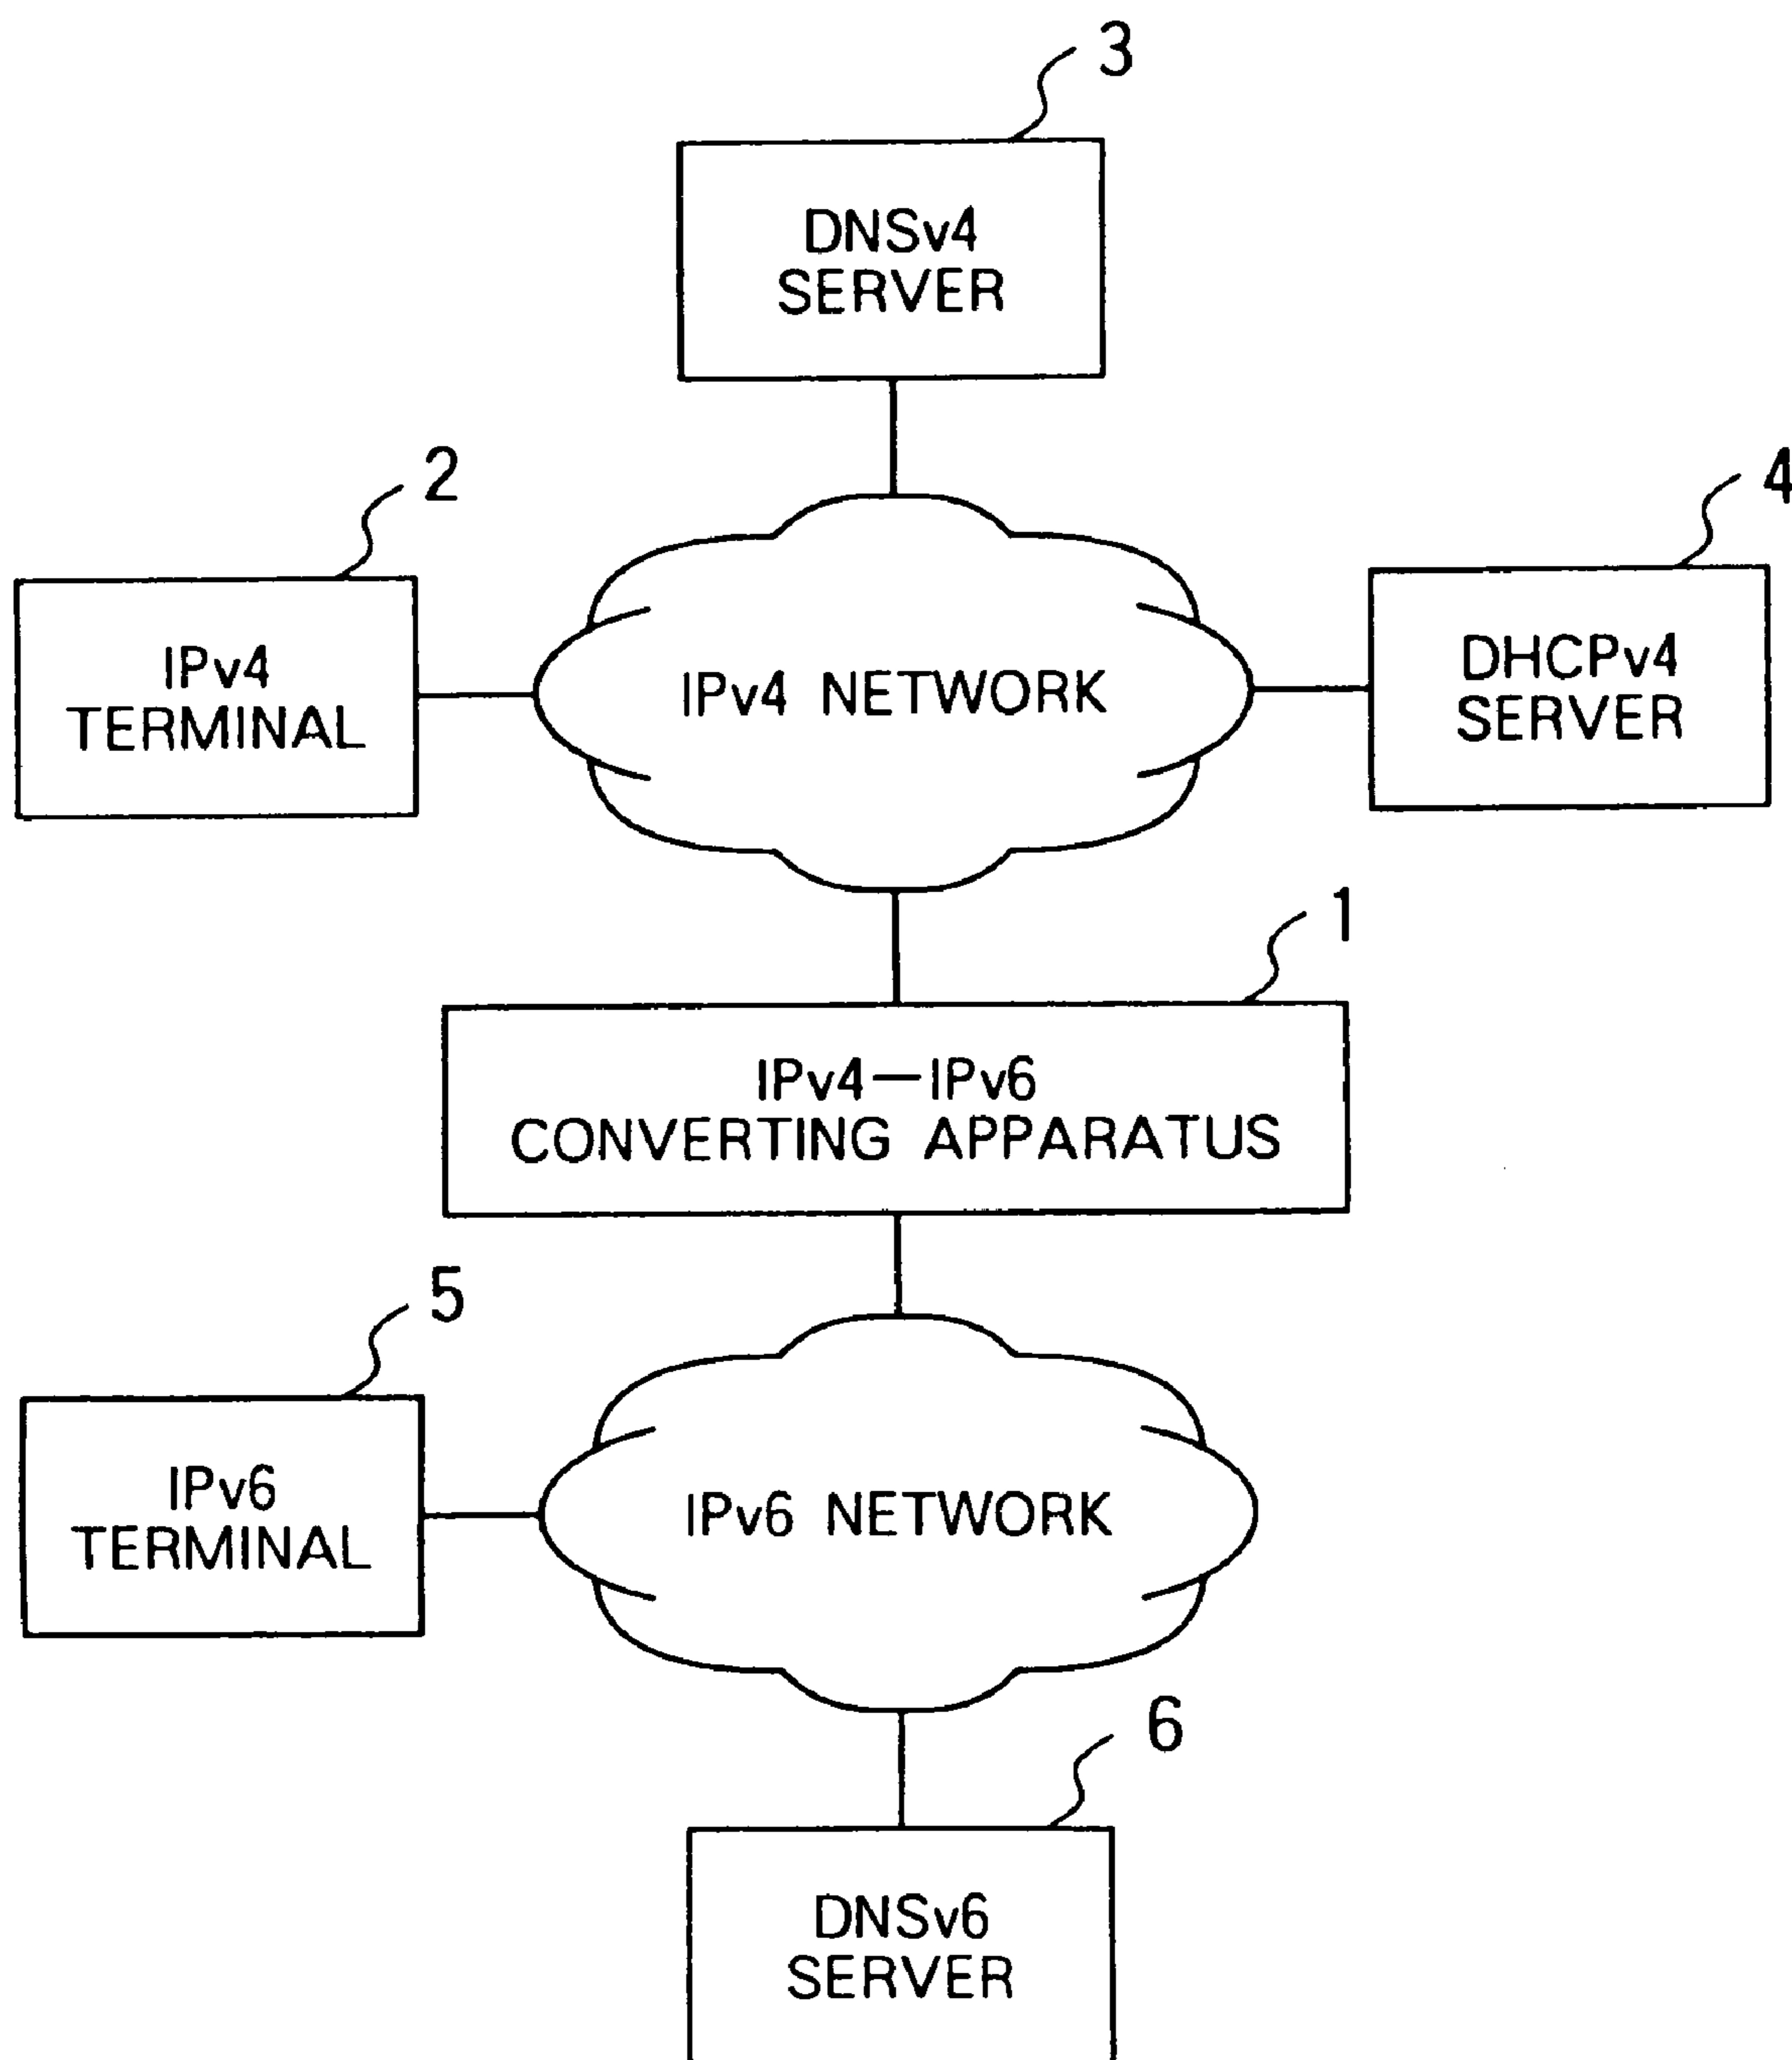 3
DNSv4
SERVER
2
4
IPv4
TERMINAL
IPv4 NETWORK
DHCPv4
SERVER
1
IPv4—IPv6
CONVERTING APPARATUS
5
IPv6
TERMINAL
IPv6 NETWORK
6
DNSv6
SERVER